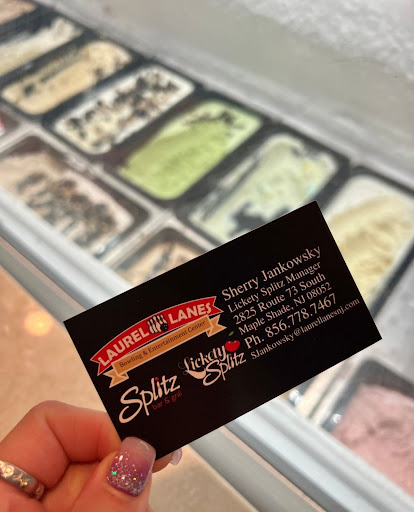 LAUREL LANES
Bowling & Entertainment Center
Splitz
bar & grill
Lickety
Splitz
Sherry Jankowsky
Lickety Splitz Manager
2825 Route 73 South
Maple Shade, NJ 08052
Ph: 856.778.7467
SJankowsky@laurellanesnj.com